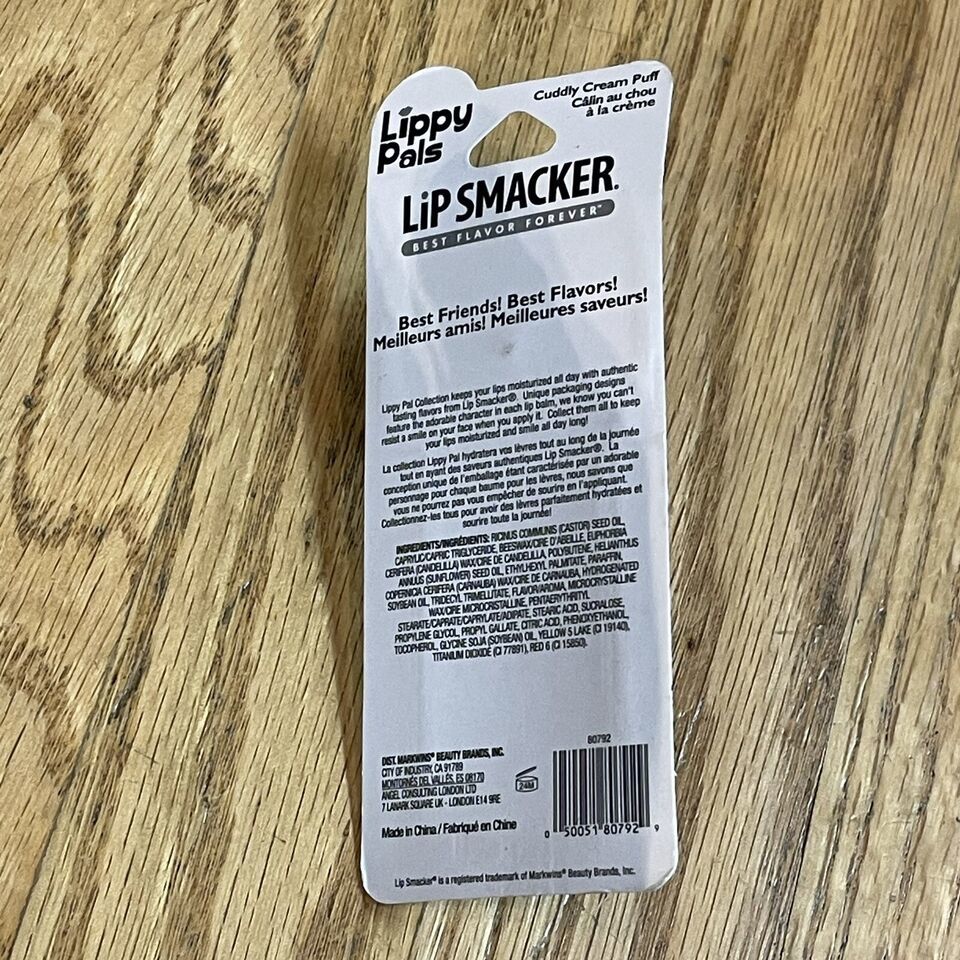 Lippy
Pals
Cuddly Cream Puff
Câlin au chou
à la crème
LiP SMACKER.
BEST FLAVOR FOREVER™
Best Friends! Best Flavors!
Meilleurs amis! Meilleures saveurs!
Lippy Pal Collection keeps your lips moisturized all day with authentic
tasting flavors from Lip Smacker®. Unique packaging designs
feature the adorable character in each lip balm, we know you can't
resist a smile on your face when you apply it. Collect them all to keep
your lips moisturized and smile all day long!
La collection Lippy Pal hydratera vos lèvres tout au long de la journée
tout en ayant des saveurs authentiques Lip Smacker®. La
conception unique de l'emballage étant caractérisée par un adorable
personnage pour chaque baume pour les lèvres, nous savons que
vous ne pourrez pas vous empêcher de sourire en l'appliquant.
Collectionnez-les tous pour avoir des lèvres parfaitement hydratées et
sourire toute la journée!
INGREDIENTS/INGRÉDIENTS: RICINUS COMMUNIS (CASTOR) SEED OIL,
CAPRYLIC/CAPRIC TRIGLYCERIDE, BEESWAX/CIRE D'ABEILLE, EUPHORBIA
CERIFERA (CANDELILLA) WAX/CIRE DE CANDELILLA, POLYBUTENE, HELIANTHUS
ANNUUS (SUNFLOWER) SEED OIL, ETHYLHEXYL PALMITATE, PARAFFIN,
COPERNICIA CERIFERA (CARNAUBA) WAX/CIRE DE CARNAUBA, HYDROGENATED
SOYBEAN OIL, TRIDECYL TRIMELLITATE, FLAVOR/AROMA, MICROCRYSTALLINE
WAX/CIRE MICROCRISTALLINE, PENTAERYTHRITYL
STEARATE/CAPRATE/CAPRYLATE/ADIPATE, STEARIC ACID, SUCRALOSE,
PROPYLENE GLYCOL, PROPYL GALLATE, CITRIC ACID, PHENOXYETHANOL,
TOCOPHEROL, GLYCINE SOJA (SOYBEAN) OIL, YELLOW 5 LAKE (CI 19140),
TITANIUM DIOXIDE (CI 77891), RED 6 (CI 15850).
DIST. MARKWINS® BEAUTY BRANDS, INC.
CITY OF INDUSTRY, CA 91789
MONTORNÉS DEL VALLÉS, ES 08170
ANGEL CONSULTING LONDON LTD
7 LANARK SQUARE UK - LONDON E14 9RE
24M
80792
0 50051 80792 9
Made in China / Fabriqué en Chine
Lip Smacker® is a registered trademark of Markwins® Beauty Brands, Inc.